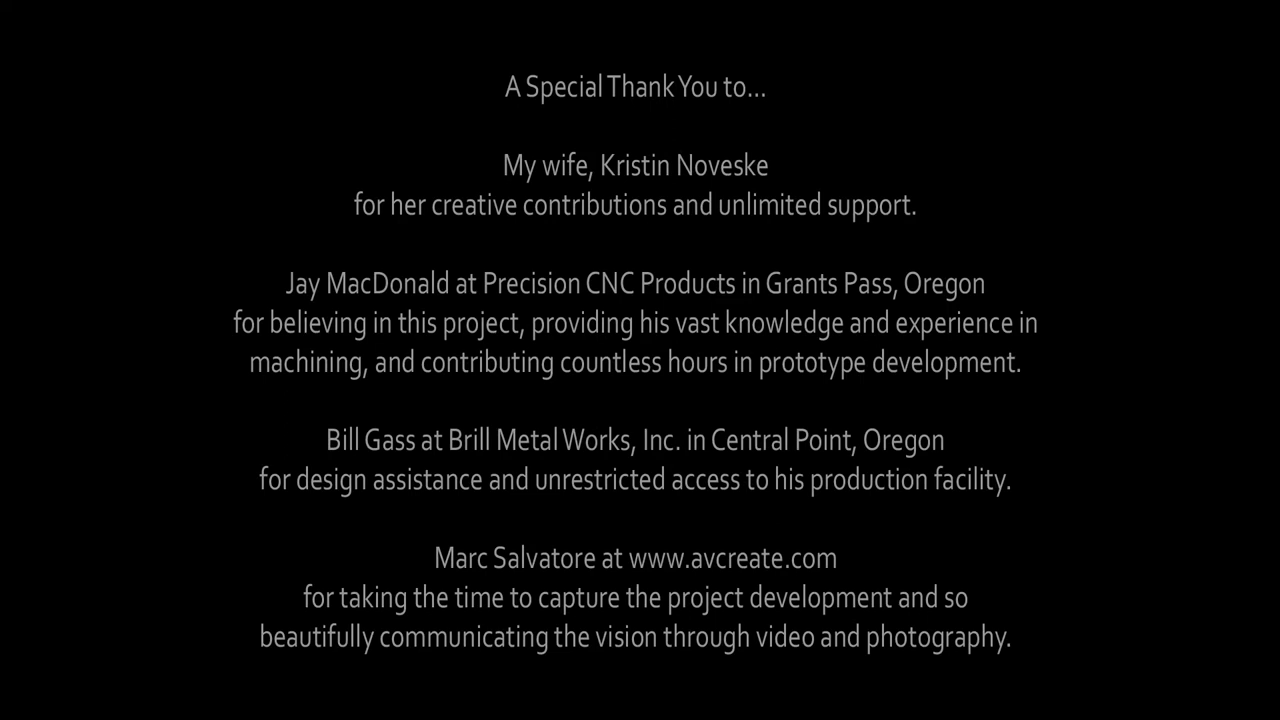 A Special Thank You to...
My wife, Kristin Noveske
for her creative contributions and unlimited support.
Jay MacDonald at Precision CNC Products in Grants Pass, Oregon
for believing in this project, providing his vast knowledge and experience in
machining, and contributing countless hours in prototype development.
Bill Gass at Brill Metal Works, Inc. in Central Point, Oregon
for design assistance and unrestricted access to his production facility.
Marc Salvatore at www.avcreate.com
for taking the time to capture the project development and so
beautifully communicating the vision through video and photography.